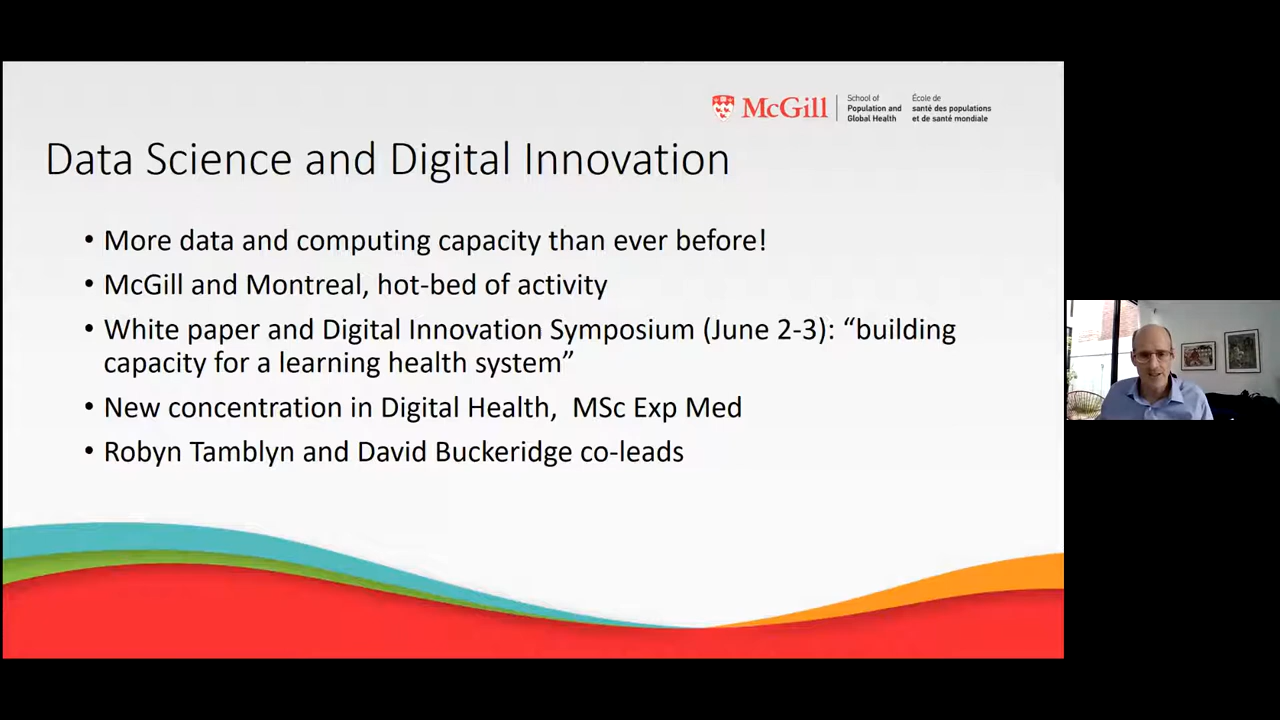 McGill
School of
Population and
Global Health
École de
santé des populations
et de santé mondiale
Data Science and Digital Innovation
• More data and computing capacity than ever before!
• McGill and Montreal, hot-bed of activity
• White paper and Digital Innovation Symposium (June 2-3): “building
capacity for a learning health system”
• New concentration in Digital Health,  MSc Exp Med
• Robyn Tamblyn and David Buckeridge co-leads